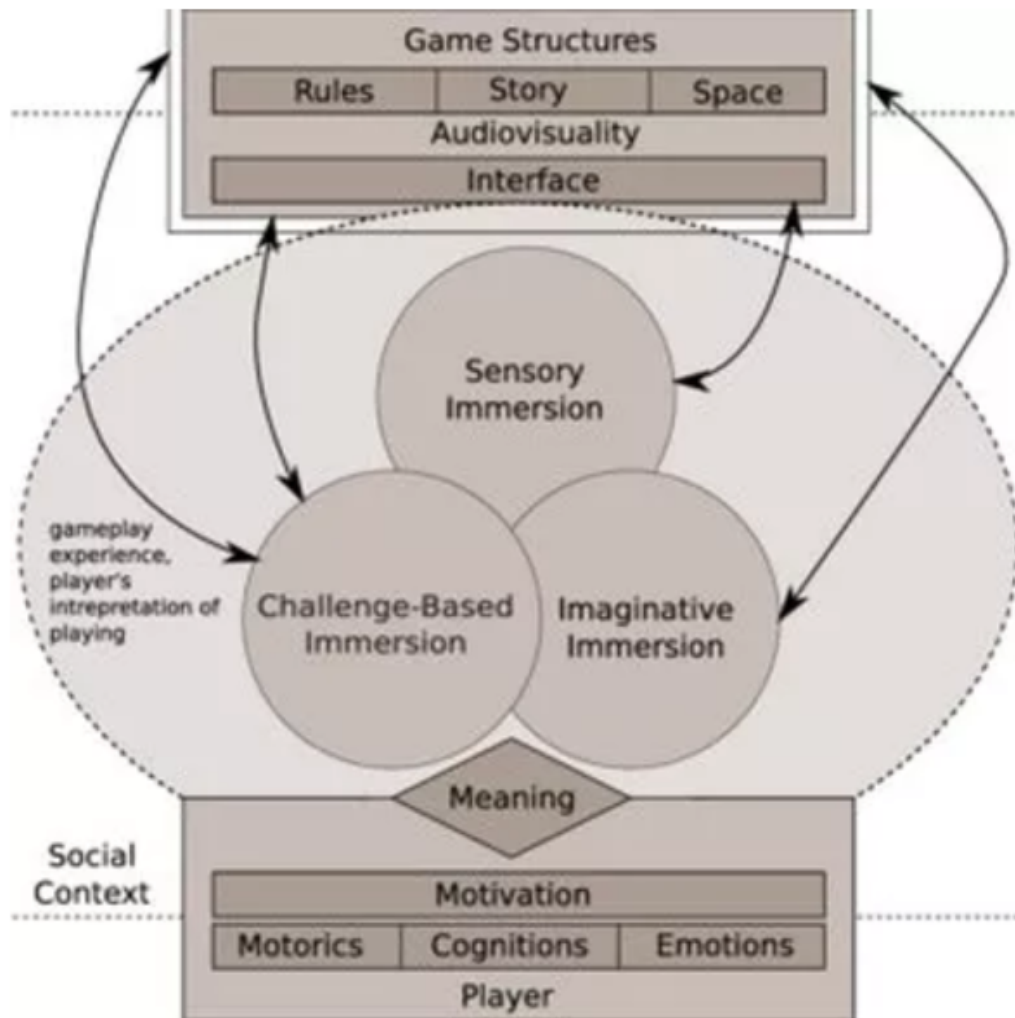 Game Structures
Rules Story Space
Audiovisuality
Interface
Sensory
Immersion
gameplay
experience,
player's
intrepretation of
playing
Challenge-Based
Immersion
Imaginative
Immersion
Meaning
Social
Context
Motivation
Motorics Cognitions Emotions
Player